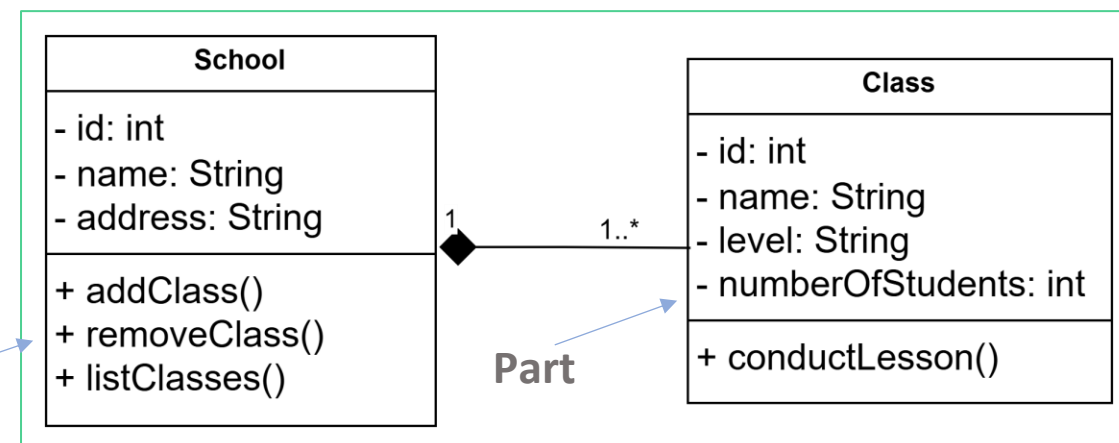 School
- id: int
- name: String
- address: String
+ addClass()
+ removeClass()
+ listClasses()
1
1..*
Part
Class
- id: int
- name: String
- level: String
- numberOfStudents: int
+ conductLesson()